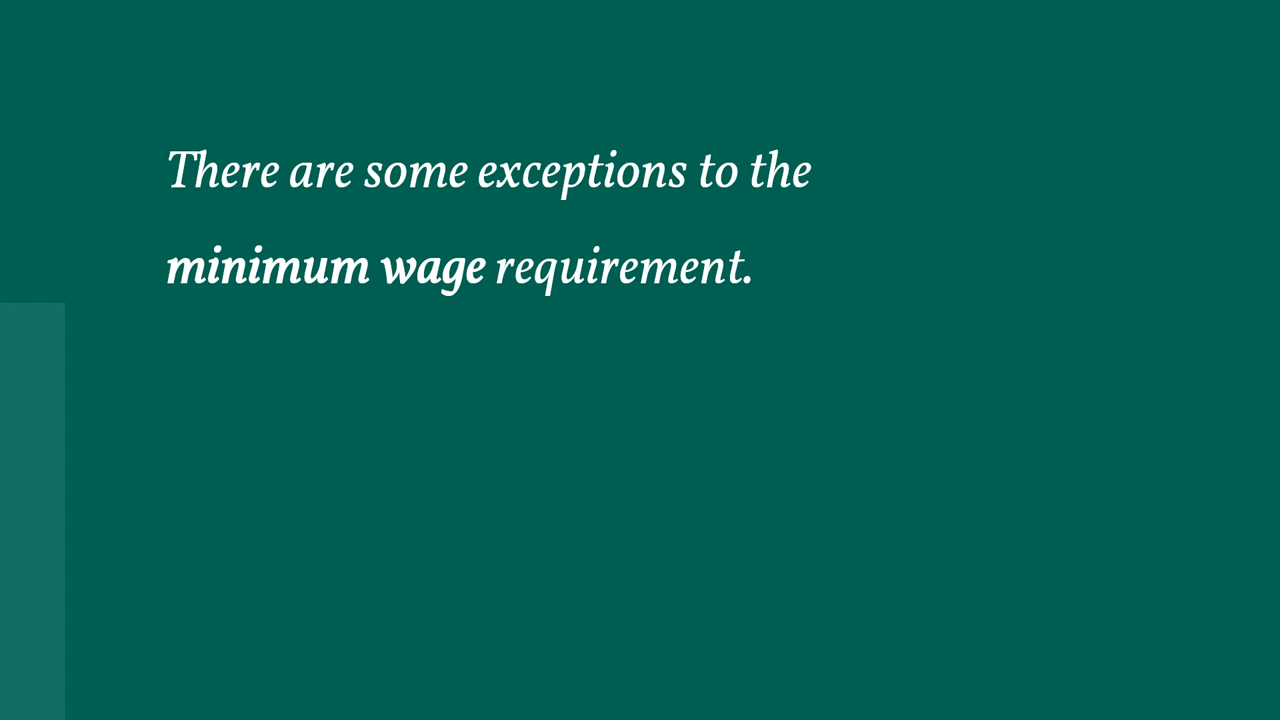 There are some exceptions to the
minimum wage requirement.